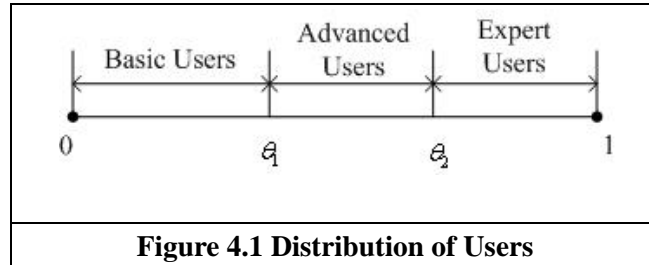 Basic Users
Advanced
Users
Expert
Users
0
θ₁
θ₂
1
Figure 4.1 Distribution of Users